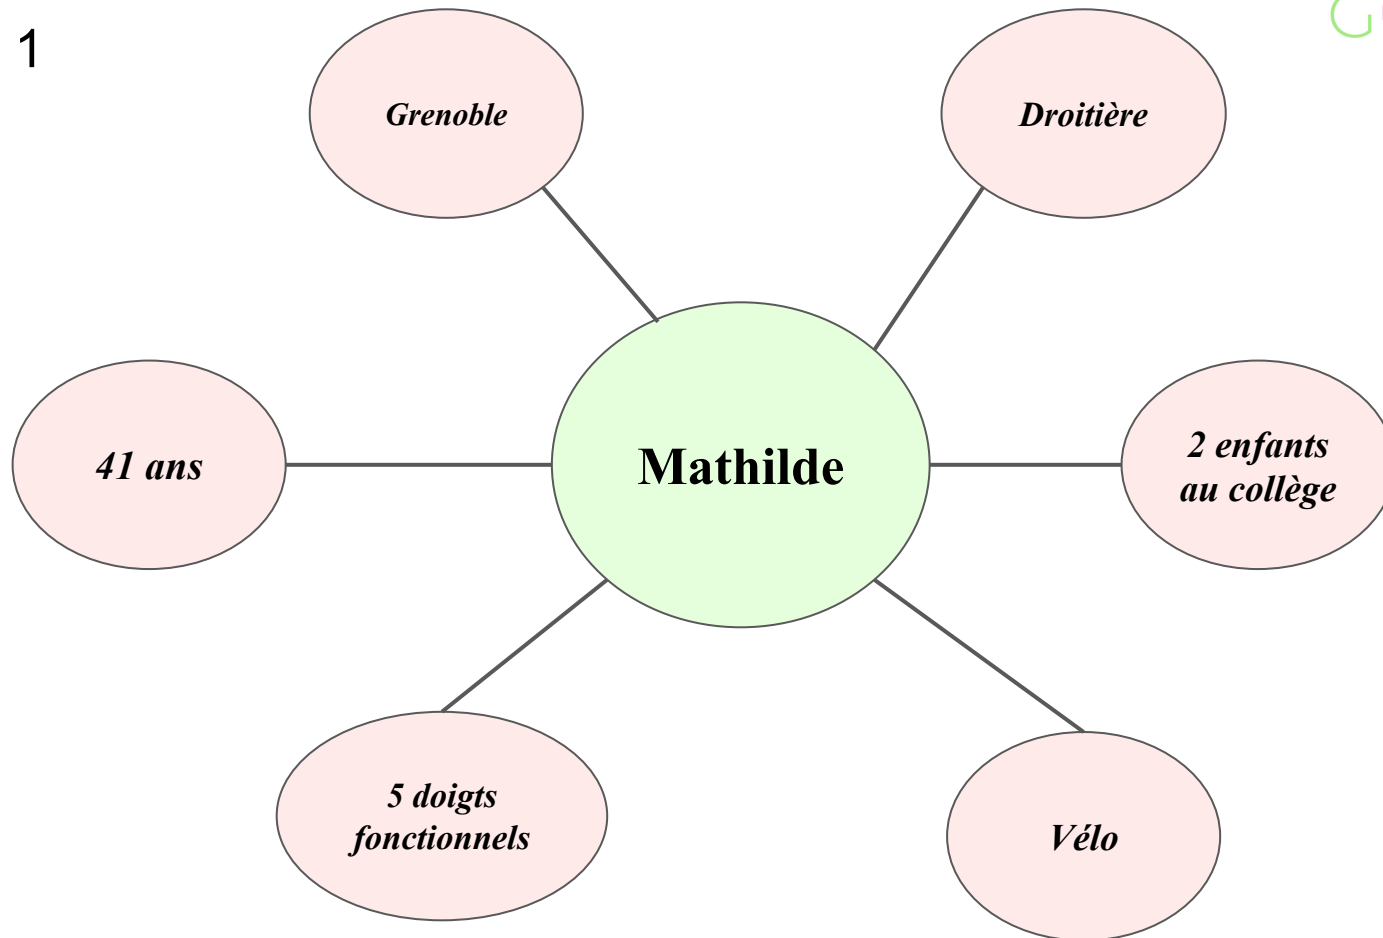 1
Grenoble
Droitière
41 ans
Mathilde
2 enfants
au collège
5 doigts
fonctionnels
Vélo